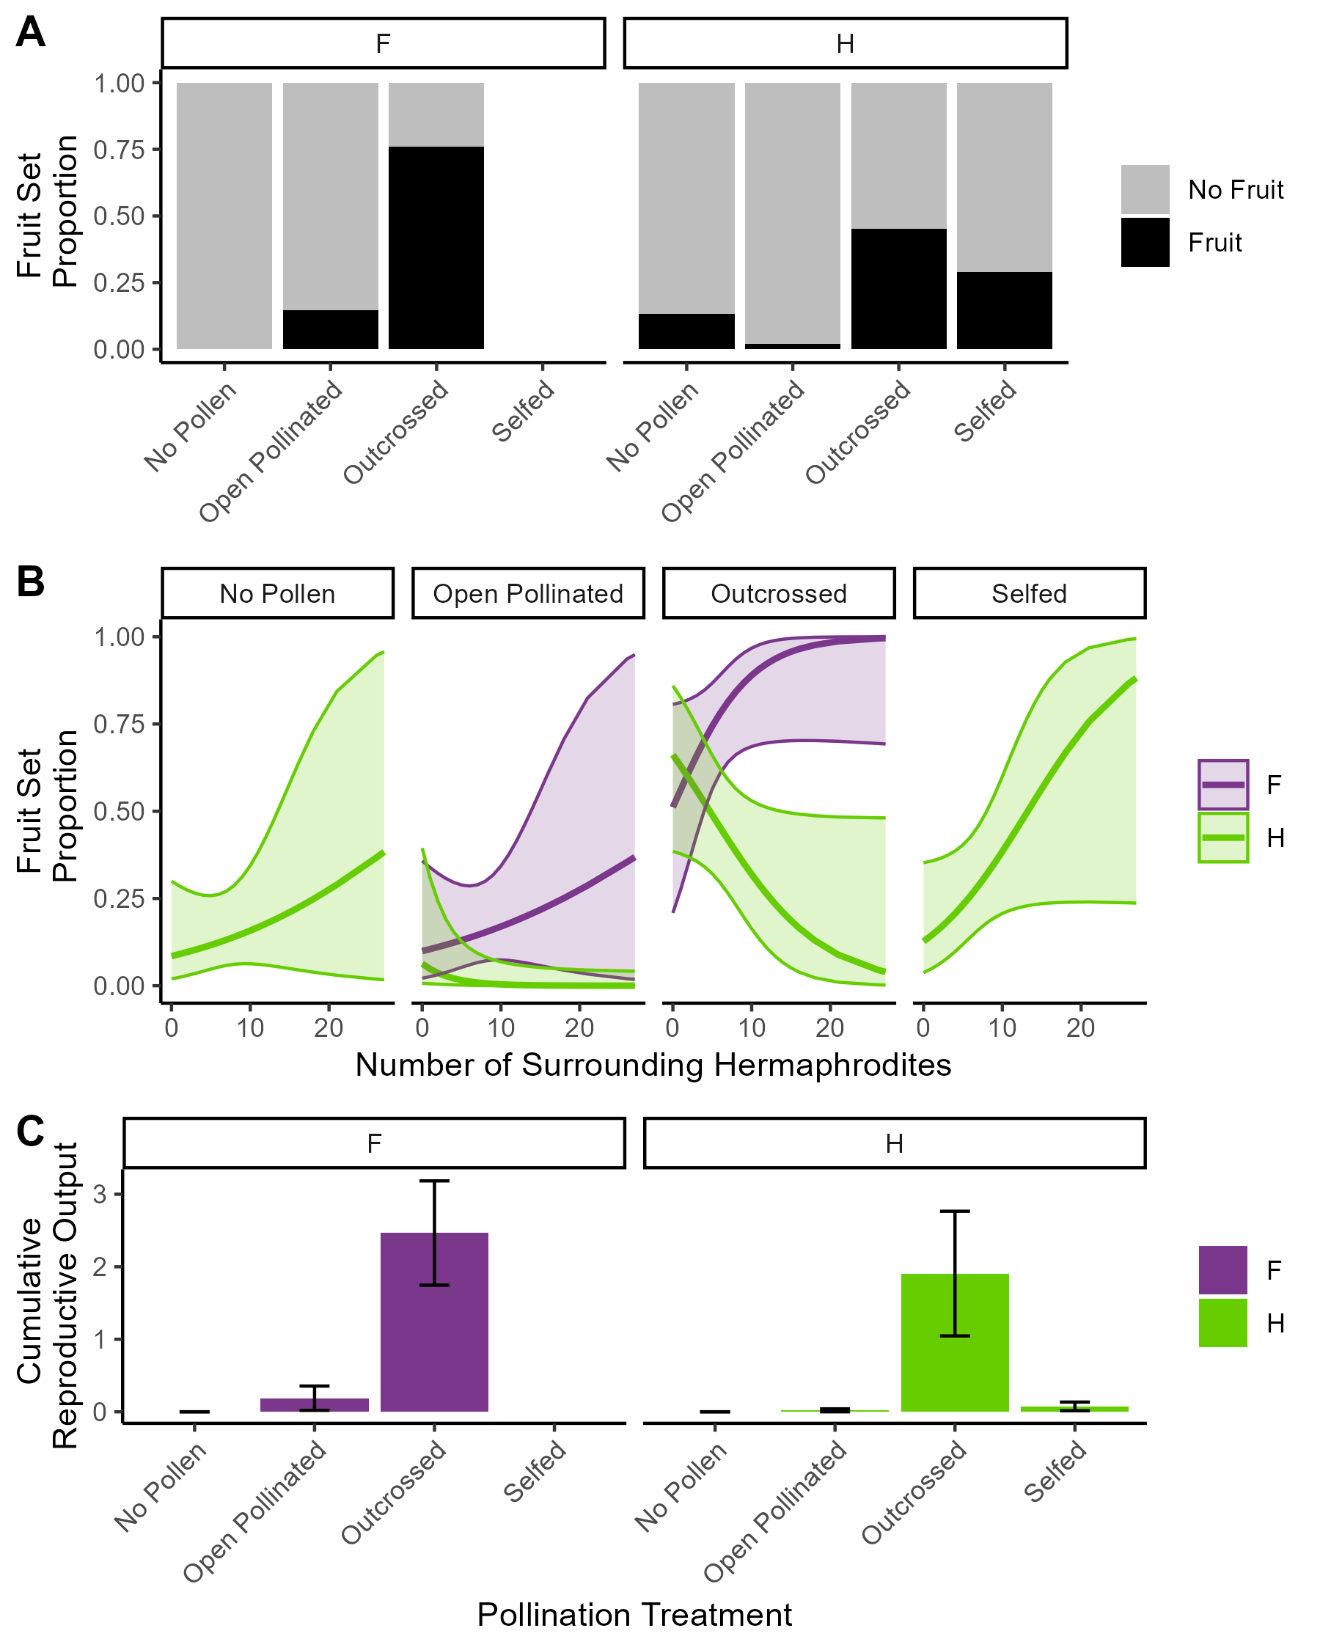 A
F
H
1.00
0.75
0.50
0.25
0.00
Fruit Set
Proportion
No Pollen
Open Pollinated
Outcrossed
Selfed
No Pollen
Open Pollinated
Outcrossed
Selfed
No Fruit
Fruit
B
No Pollen
Open Pollinated
Outcrossed
Selfed
1.00
0.75
0.50
0.25
0.00
Fruit Set
Proportion
0 10 20
0 10 20
0 10 20
0 10 20
Number of Surrounding Hermaphrodites
F
H
C
F
H
3
2
1
0
Cumulative
Reproductive Output
No Pollen
Open Pollinated
Outcrossed
Selfed
No Pollen
Open Pollinated
Outcrossed
Selfed
Pollination Treatment
F
H